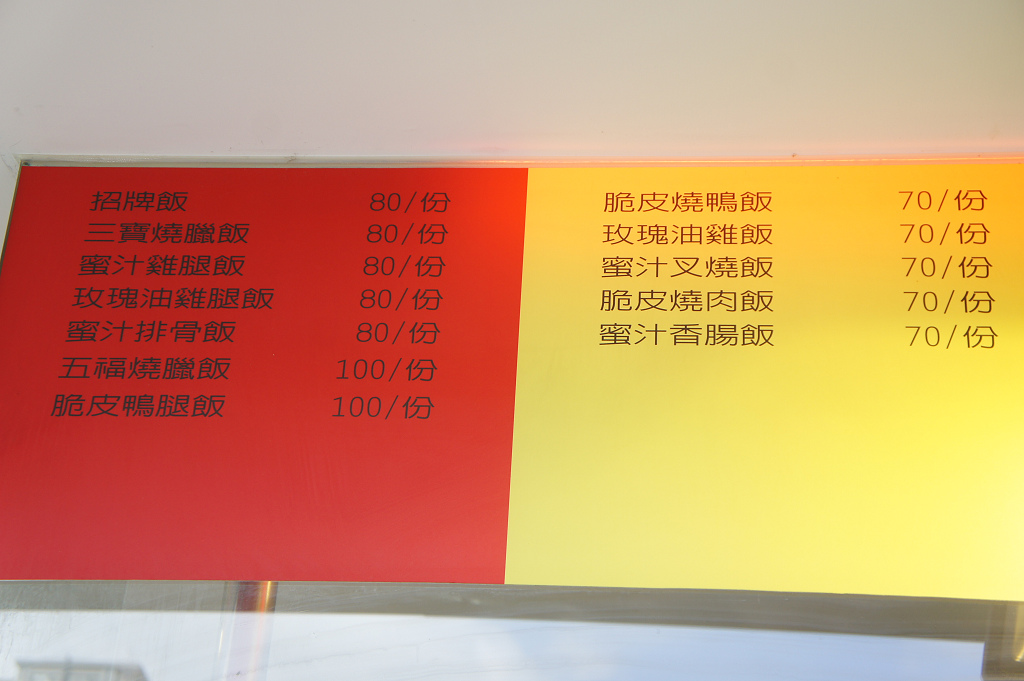 招牌飯 80/份
三寶燒臘飯 80/份
蜜汁雞腿飯 80/份
玫瑰油雞腿飯 80/份
蜜汁排骨飯 80/份
五福燒臘飯 100/份
脆皮鴨腿飯 100/份
脆皮燒鴨飯 70/份
玫瑰油雞飯 70/份
蜜汁叉燒飯 70/份
脆皮燒肉飯 70/份
蜜汁香腸飯 70/份